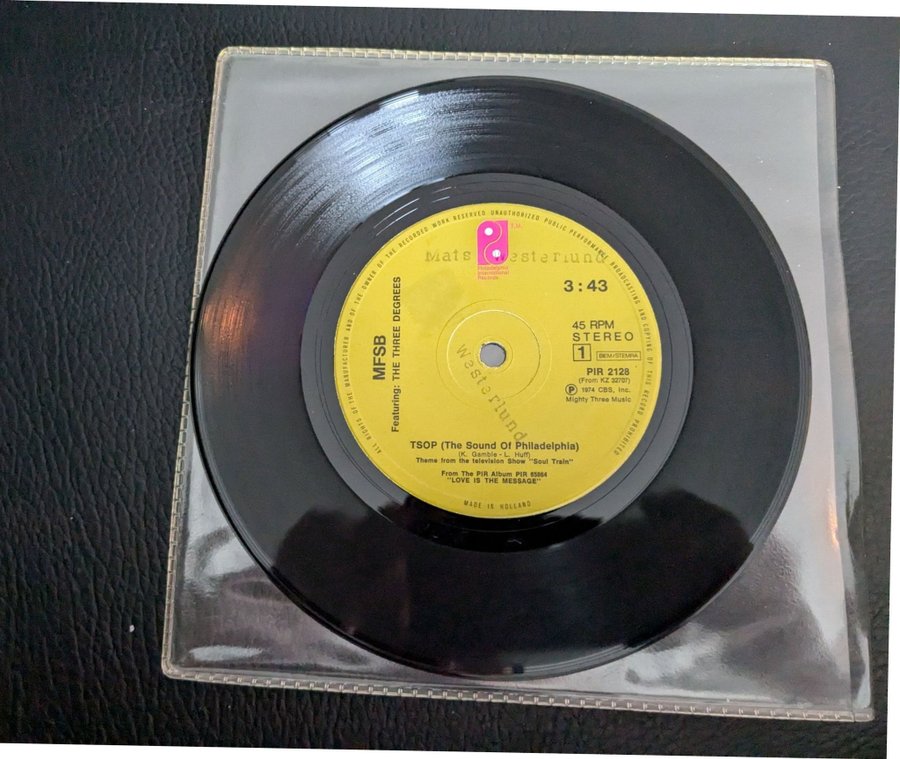 ALL RIGHTS OF THE MANUFACTURER AND OF THE OWNER OF THE RECORDED WORK RESERVED UNAUTHORIZED PUBLIC PERFORMANCE BROADCASTING AND COPYING OF THIS RECORD PROHIBITED
T.M.
Philadelphia
International
Records
Mats Westerlund
3:43
45 RPM
STEREO
1 BIEM/STEMRA
PIR 2128
(From KZ 32707)
Ⓟ 1974 CBS, Inc.
Mighty Three Music
MFSB
Featuring: THE THREE DEGREES
Westerlund
TSOP (The Sound Of Philadelphia)
(K. Gamble - L. Huff)
Theme from the television Show "Soul Train"
From The PIR Album PIR 65864
"LOVE IS THE MESSAGE"
MADE IN HOLLAND